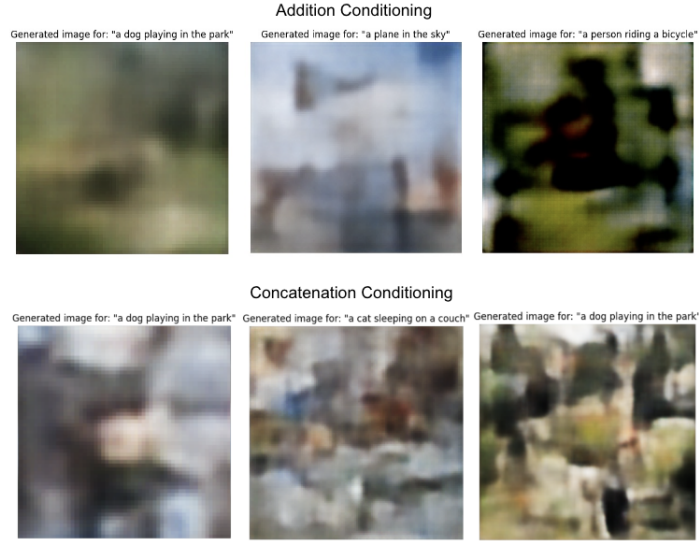 Addition Conditioning
Generated image for: "a dog playing in the park"
Generated image for: "a plane in the sky"
Generated image for: "a person riding a bicycle"
Concatenation Conditioning
Generated image for: "a dog playing in the park"
Generated image for: "a cat sleeping on a couch"
Generated image for: "a dog playing in the park"